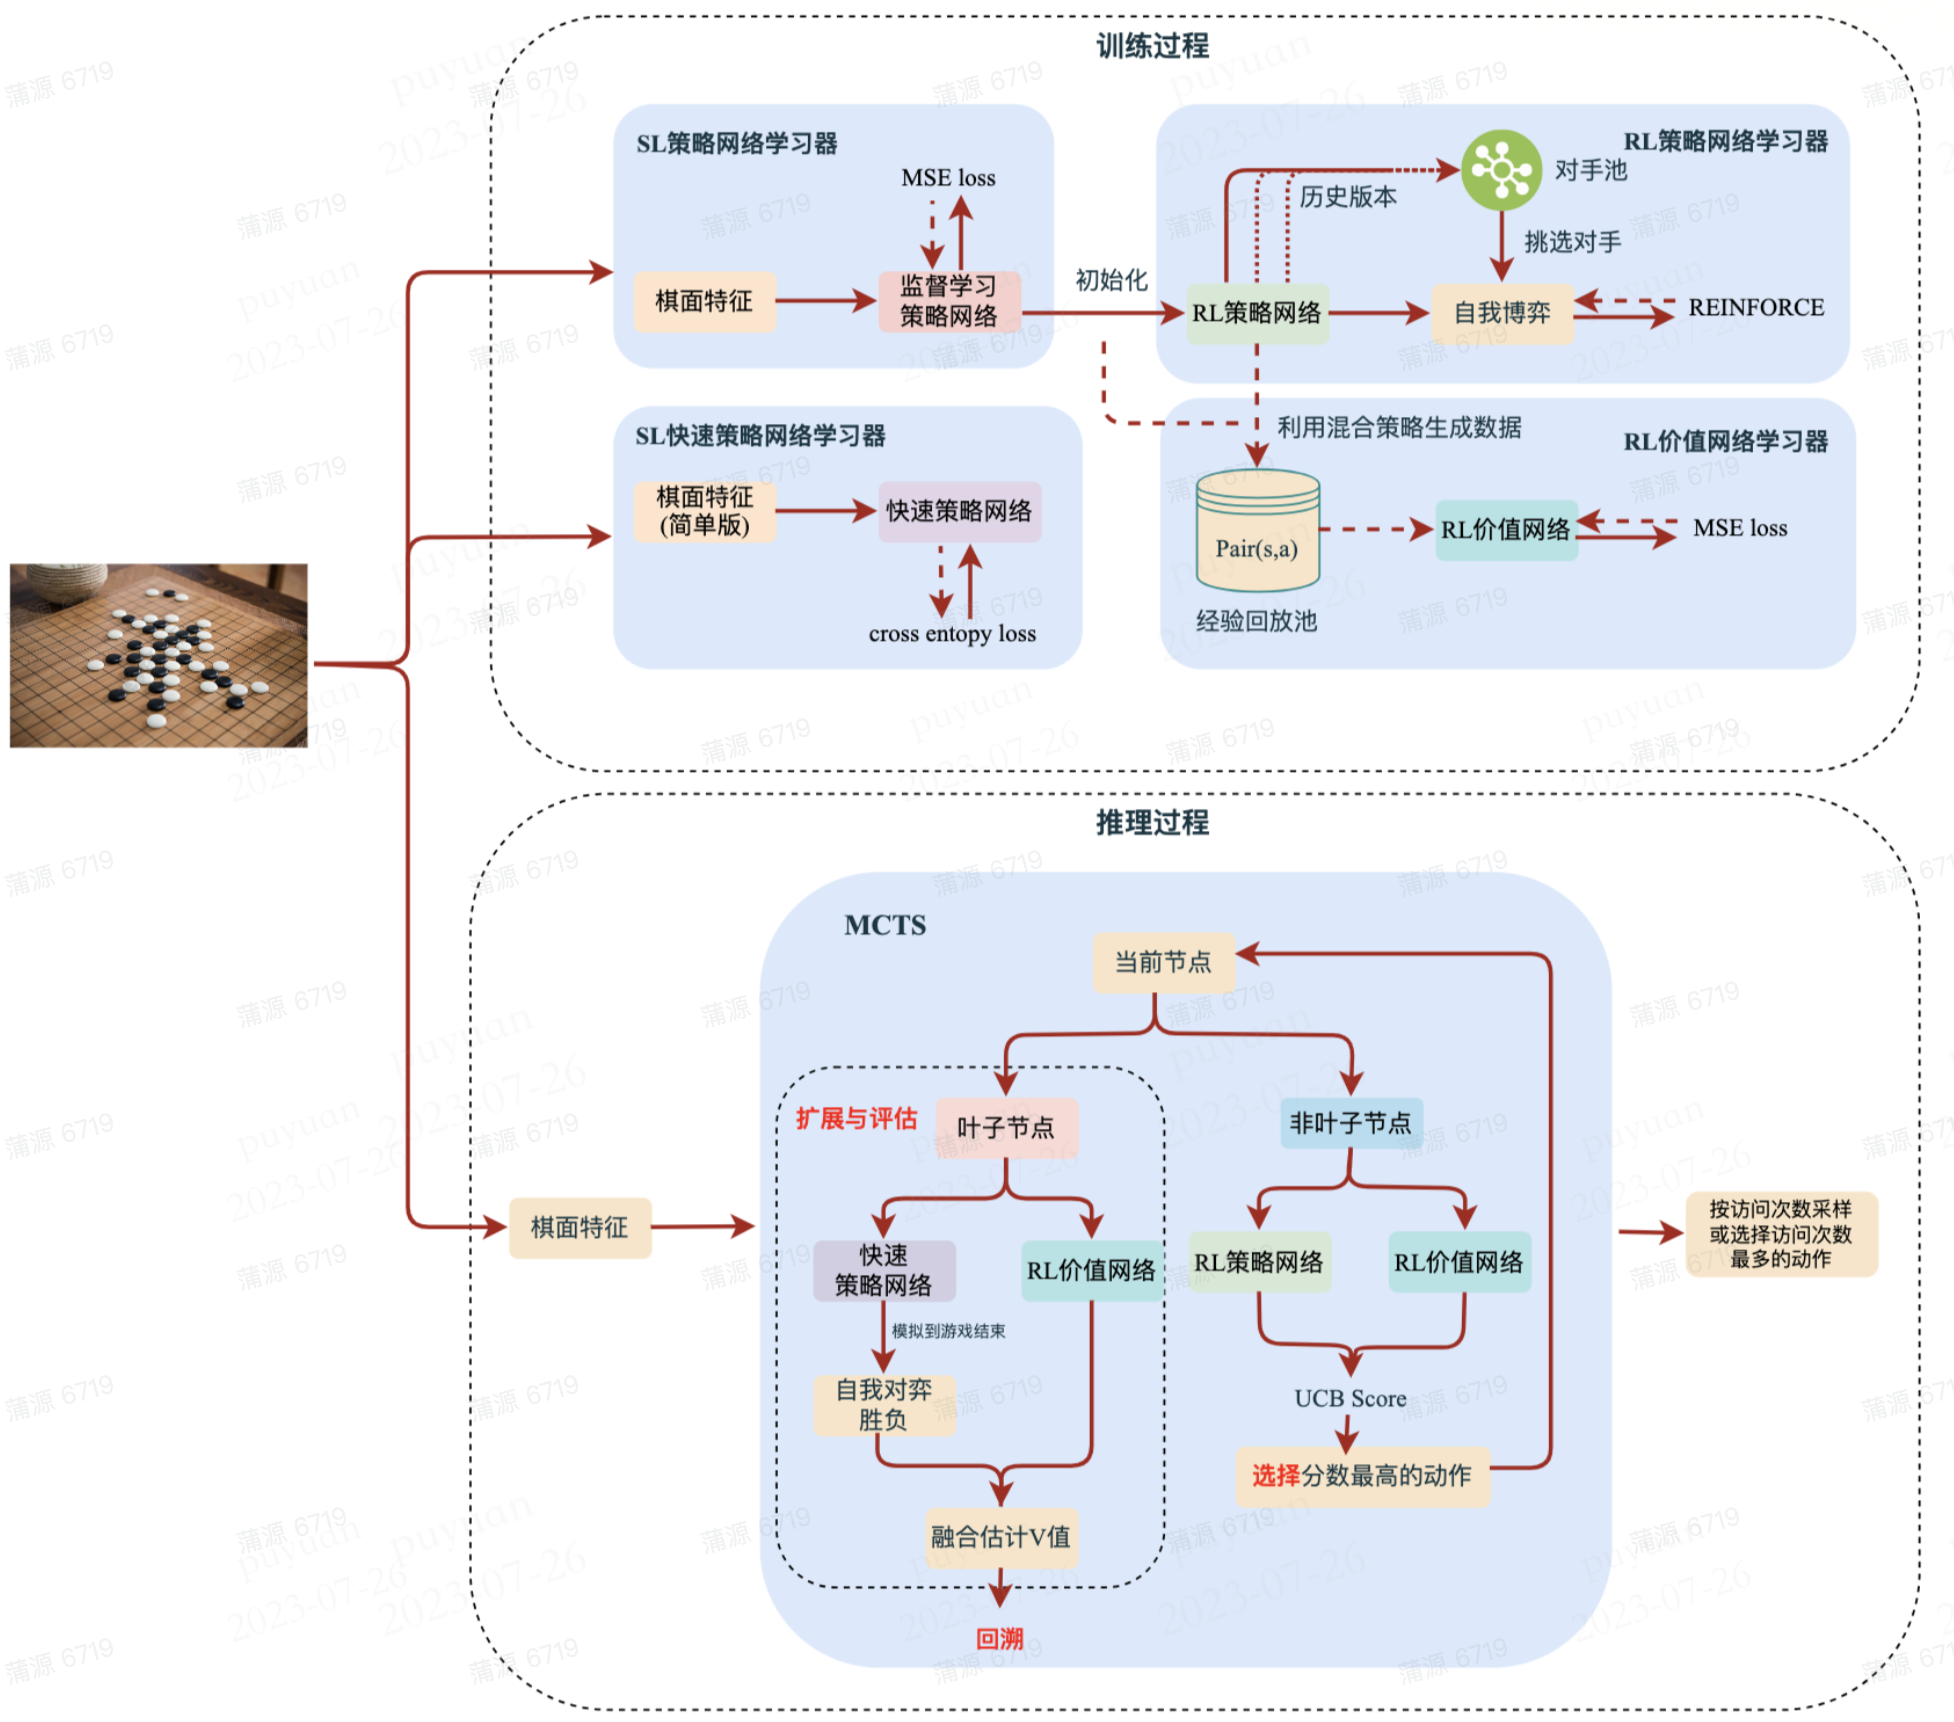 训练过程
SL策略网络学习器
MSE loss
棋面特征
监督学习
策略网络
初始化
RL策略网络学习器
对手池
历史版本
挑选对手
RL策略网络
自我博弈
REINFORCE
SL快速策略网络学习器
棋面特征
(简单版)
快速策略网络
cross entopy loss
利用混合策略生成数据
RL价值网络学习器
Pair(s,a)
RL价值网络
MSE loss
经验回放池
推理过程
MCTS
当前节点
扩展与评估
叶子节点
非叶子节点
棋面特征
快速
策略网络
RL价值网络
RL策略网络
RL价值网络
按访问次数采样
或选择访问次数
最多的动作
模拟到游戏结束
自我对弈
胜负
UCB Score
选择分数最高的动作
融合估计V值
回溯
蒲源 6719
puyuan
2023-07-26